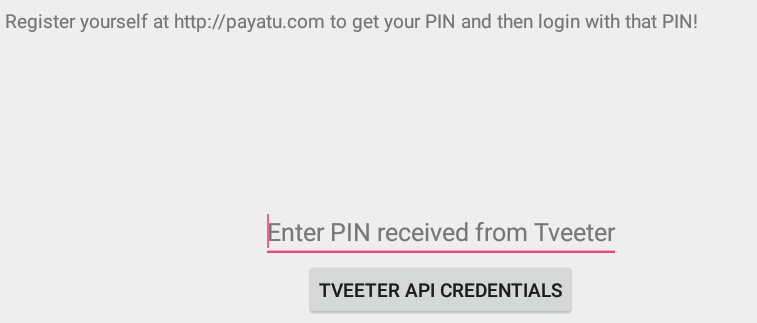 Register yourself at http://payatu.com to get your PIN and then login with that PIN!
Enter PIN received from Tveeter
TVEETER API CREDENTIALS